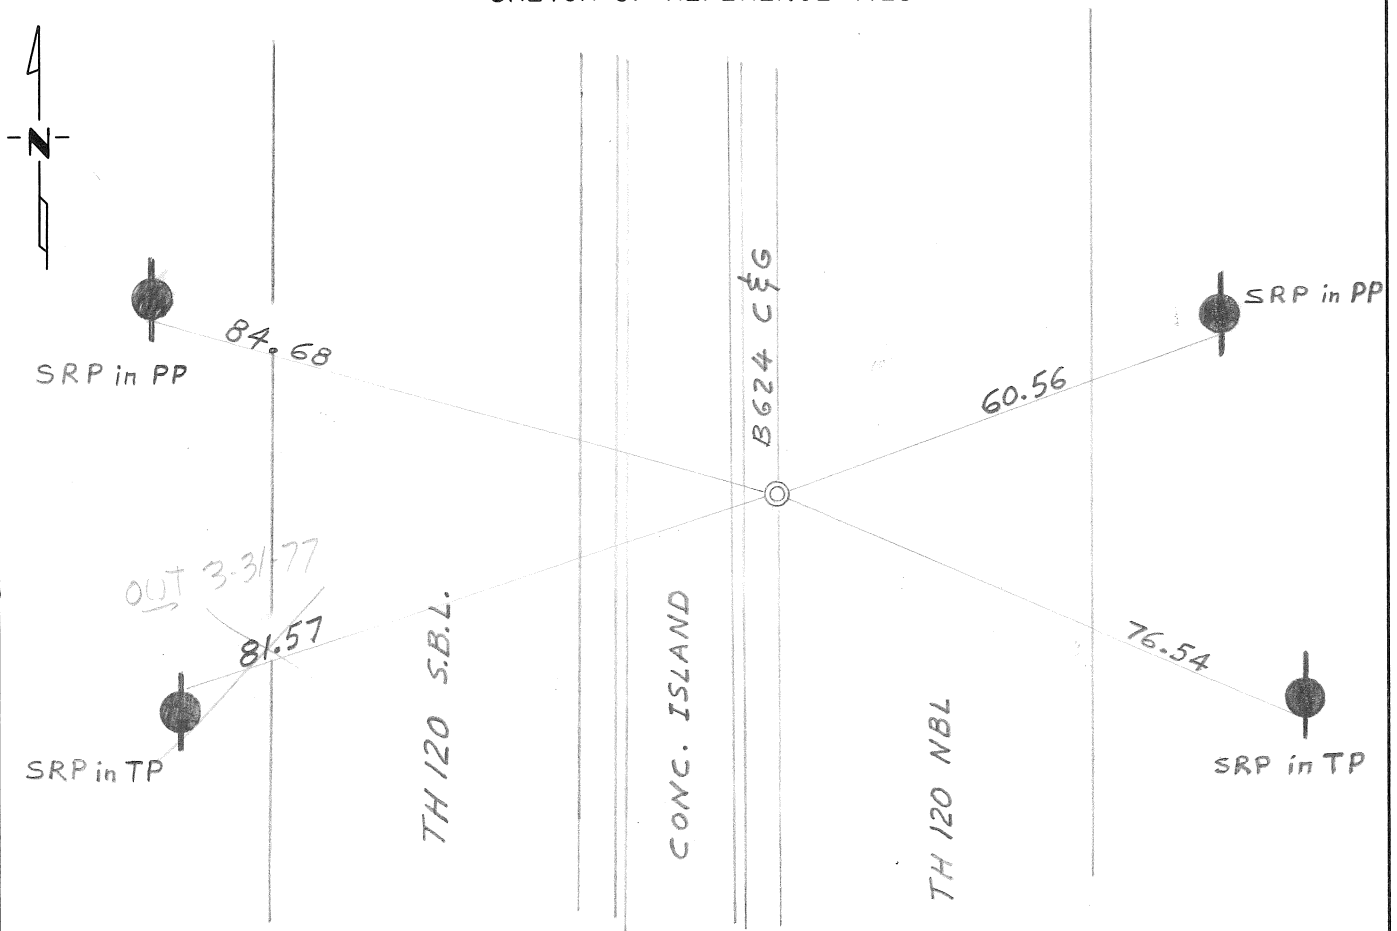 N
SRP in PP
84.68
B624 C&G
SRP in PP
60.56
OUT 3-31-77
81.57
SRP in TP
TH 120 S.B.L.
CONC. ISLAND
TH 120 NBL
76.54
SRP in TP